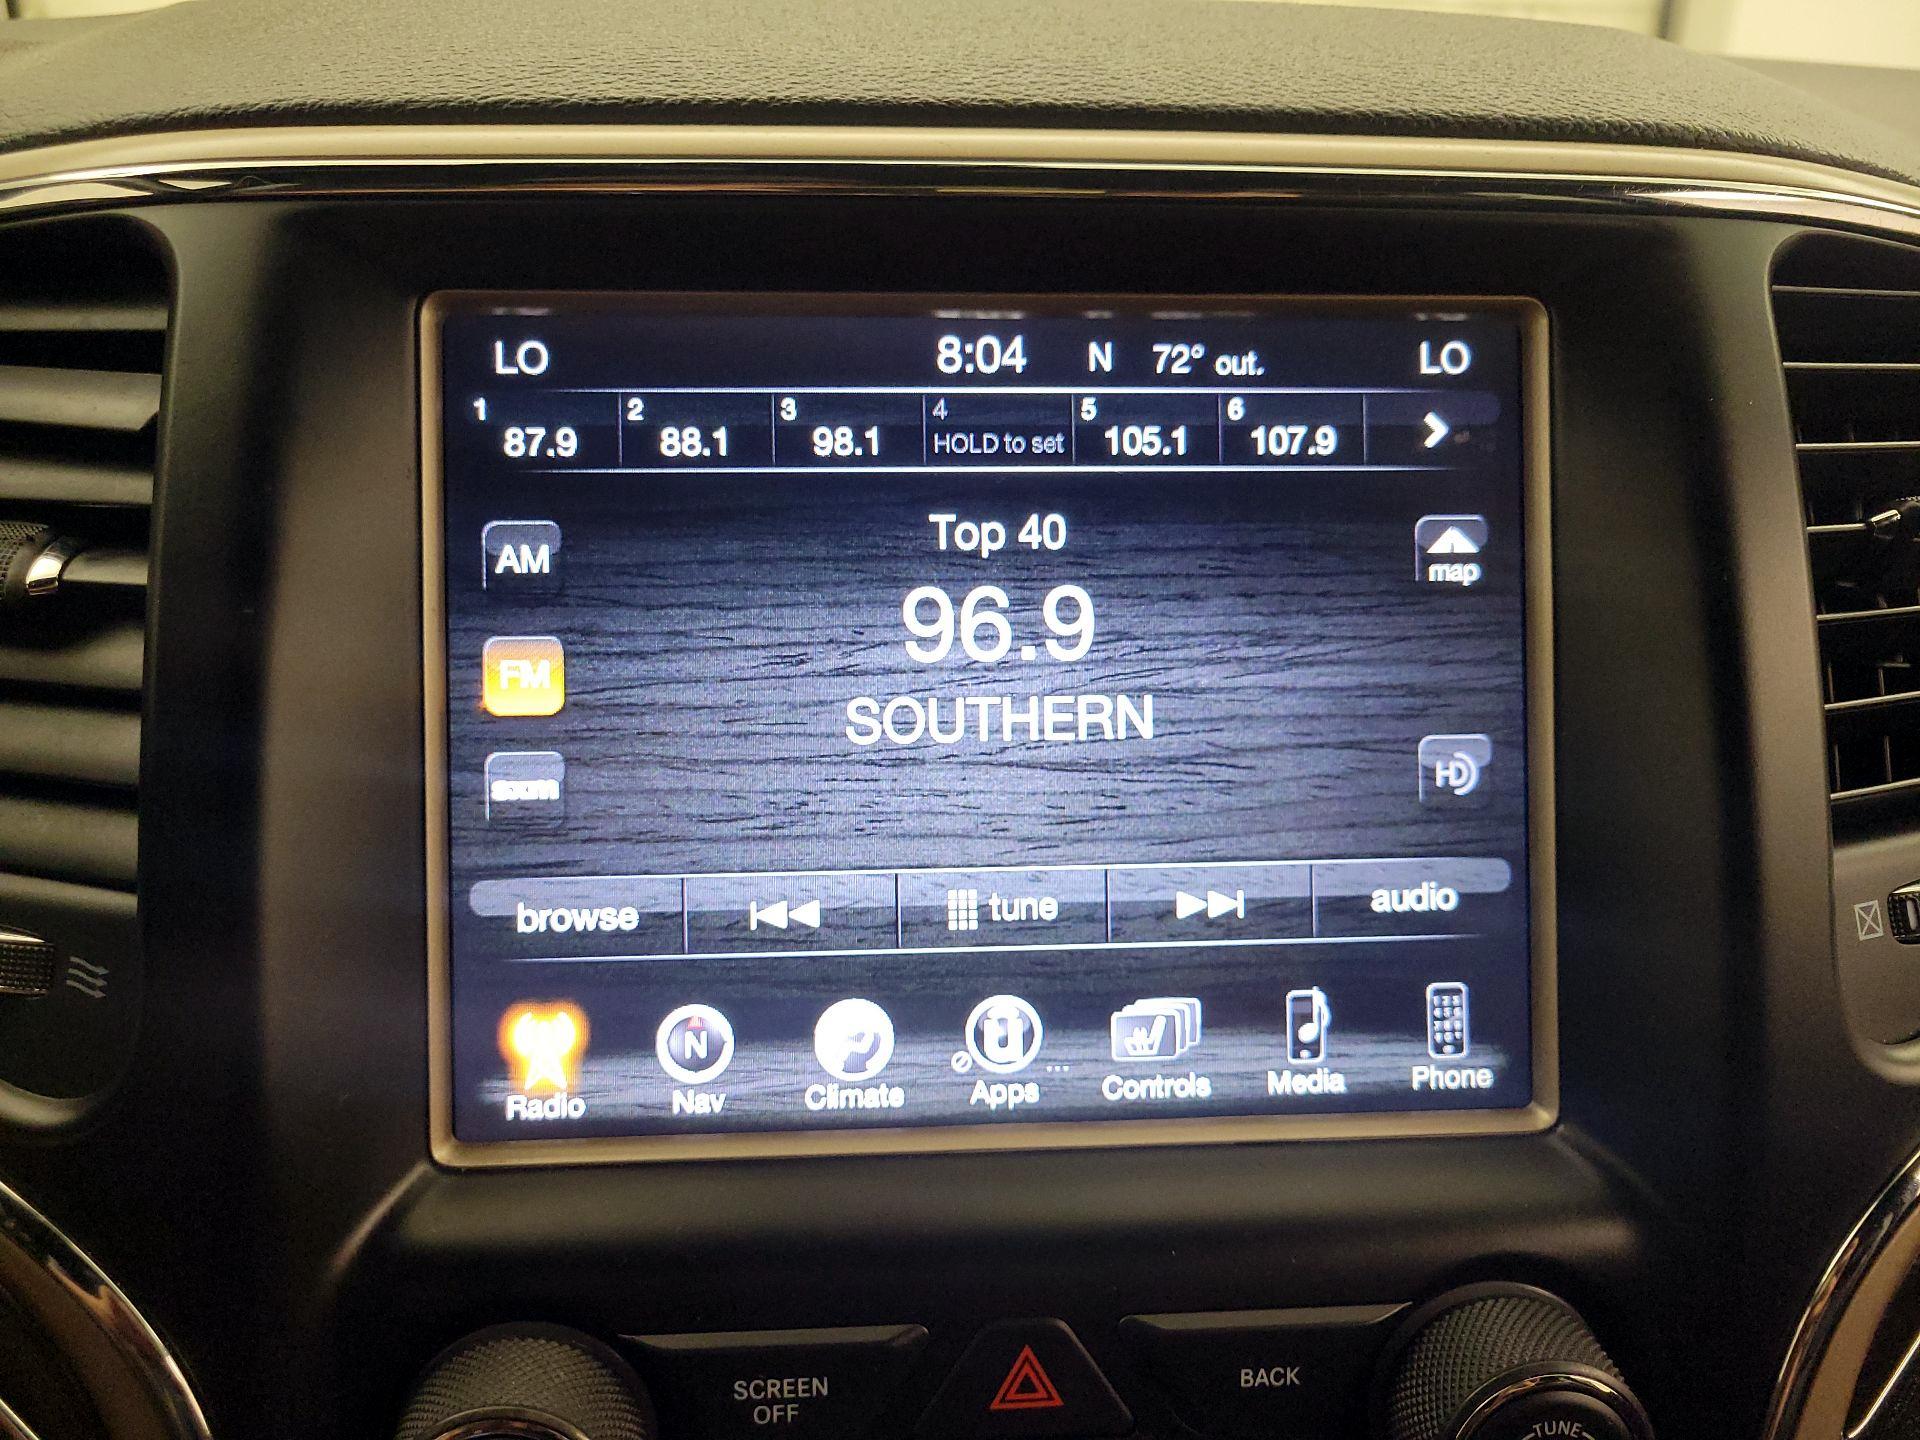 LO 8:04 N 72° out. LO
1 87.9 2 88.1 3 98.1 4 HOLD to set 5 105.1 6 107.9
Top 40
AM
map
96.9
FM
SOUTHERN
HD
browse tune audio
Radio Nav Climate Apps ... Controls Media Phone
SCREEN
OFF
BACK
TUNE